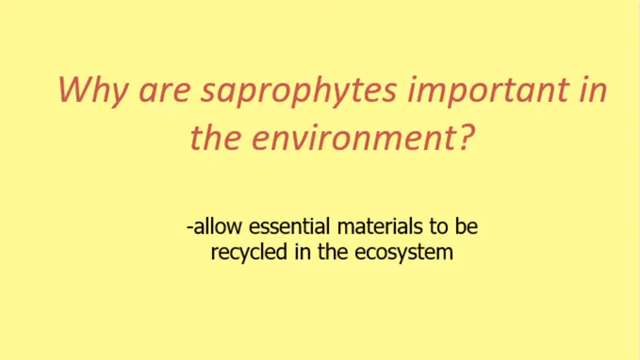 Why are saprophytes important in
the environment?
-allow essential materials to be
recycled in the ecosystem